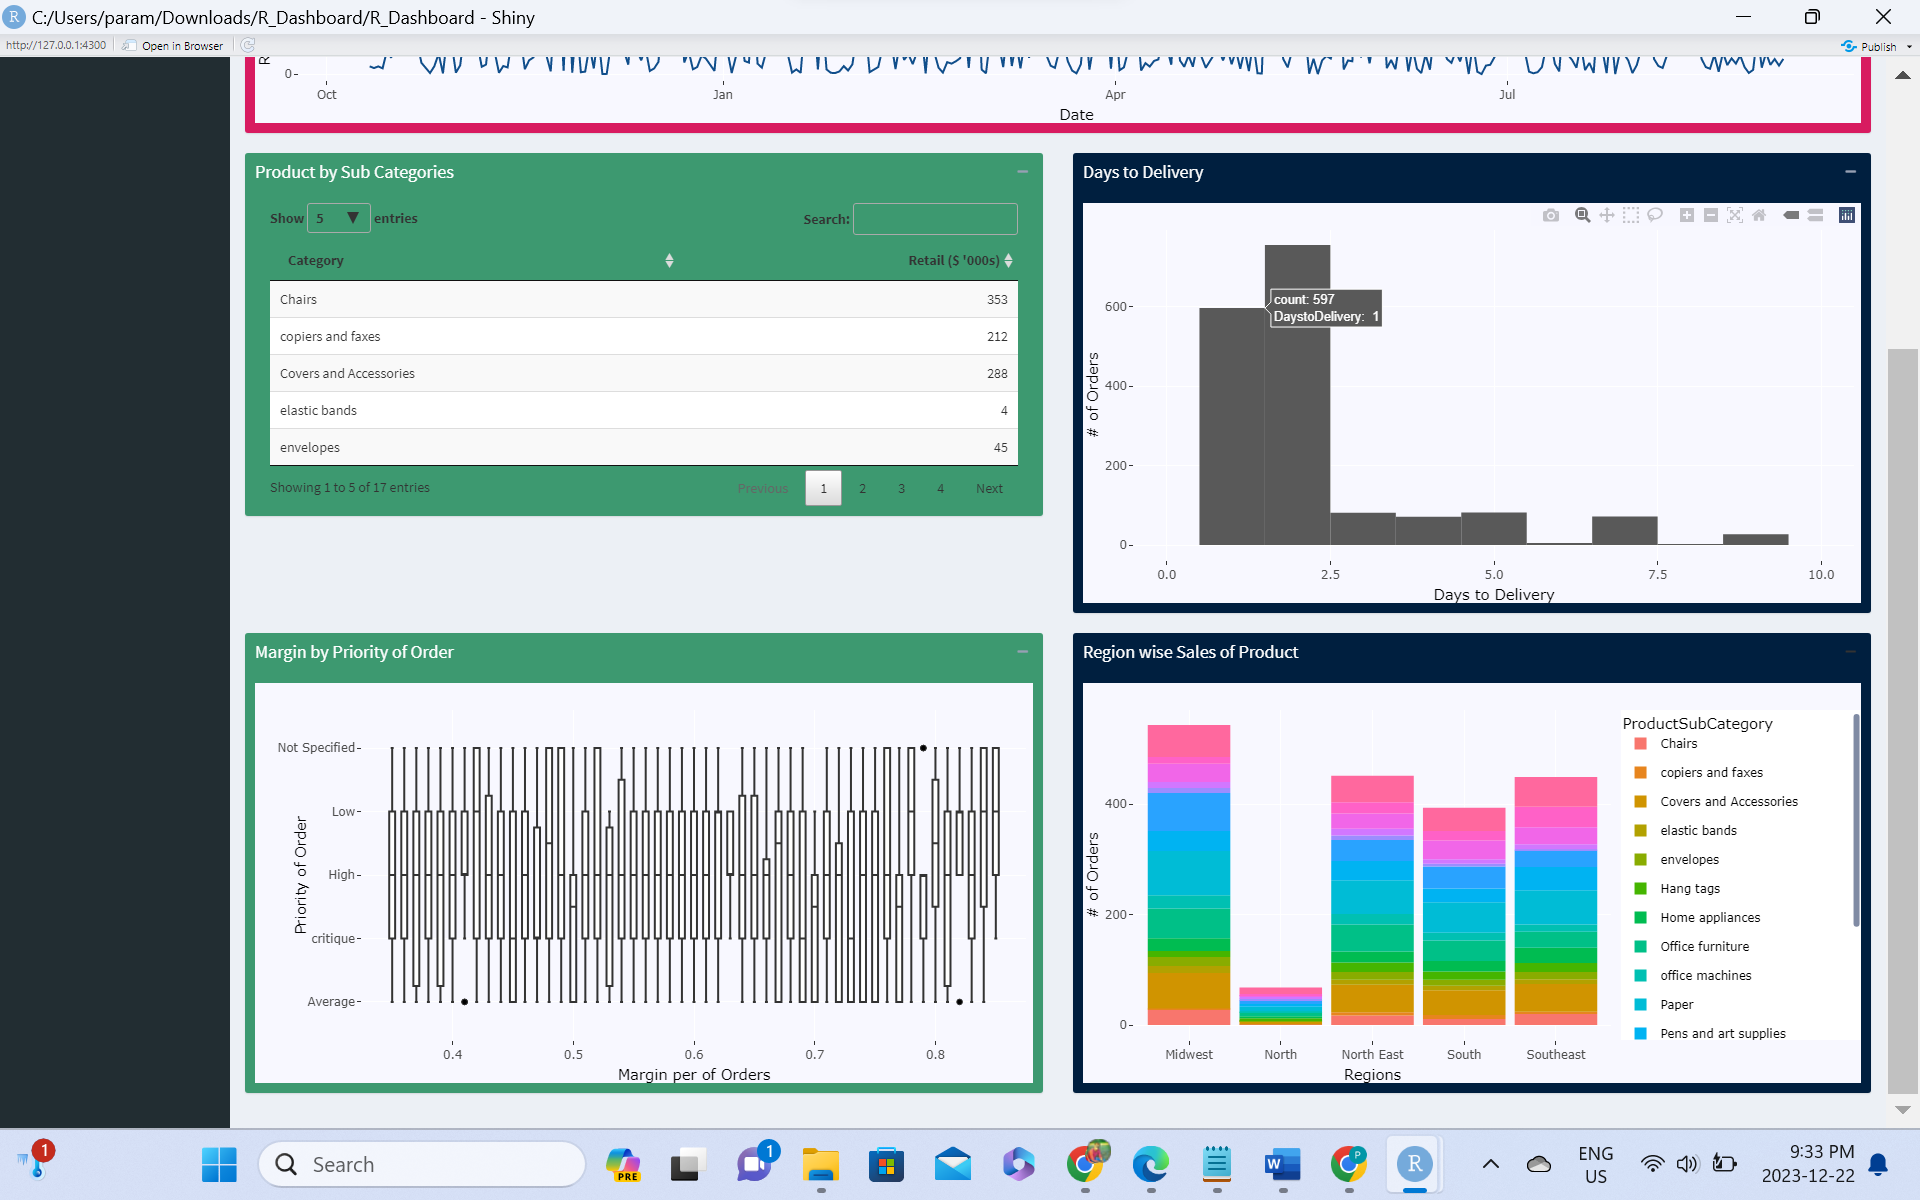 C:/Users/param/Downloads/R_Dashboard/R_Dashboard - Shiny
http://127.0.0.1:4300 Open in Browser Publish
0
Oct Jan Apr Jul
Date
Product by Sub Categories
Show 5 entries Search:
Category Retail ($ '000s)
Chairs 353
copiers and faxes 212
Covers and Accessories 288
elastic bands 4
envelopes 45
Showing 1 to 5 of 17 entries Previous 1 2 3 4 Next
Days to Delivery
count: 597
DaystoDelivery: 1
600
400
200
0
# of Orders
0.0 2.5 5.0 7.5 10.0
Days to Delivery
Margin by Priority of Order
Not Specified
Low
High
critique
Average
Priority of Order
0.4 0.5 0.6 0.7 0.8
Margin per of Orders
Region wise Sales of Product
400
200
0
# of Orders
Midwest North North East South Southeast
Regions
ProductSubCategory
Chairs
copiers and faxes
Covers and Accessories
elastic bands
envelopes
Hang tags
Home appliances
Office furniture
office machines
Paper
Pens and art supplies
1 Search PRE 1 W P R ENG 9:33 PM
US 2023-12-22